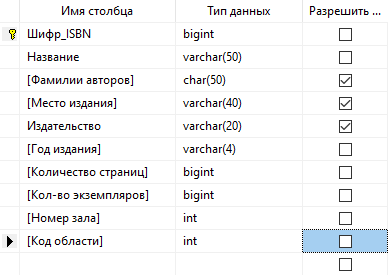 Имя столбца Тип данных Разрешить ...
Шифр_ISBN bigint
Название varchar(50)
[Фамилии авторов] char(50)
[Место издания] varchar(40)
Издательство varchar(20)
[Год издания] varchar(4)
[Количество страниц] bigint
[Кол-во экземпляров] bigint
[Номер зала] int
[Код области] int